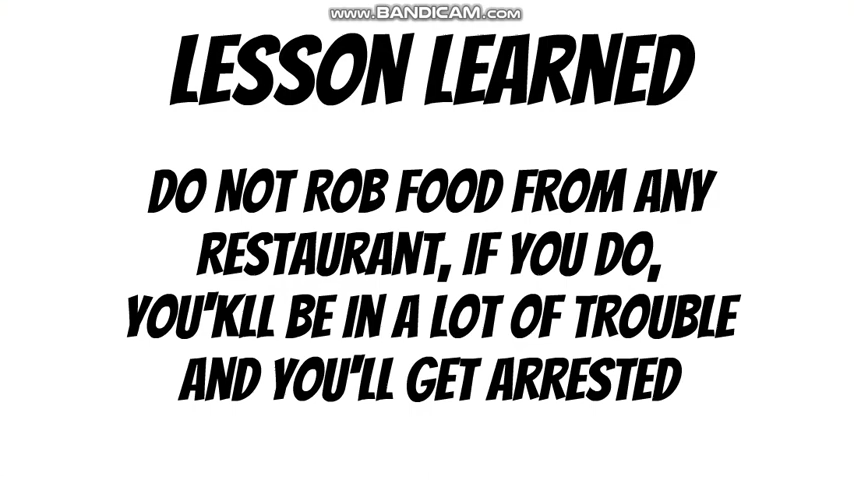 www.BANDICAM.com
LESSON LEARNED
DO NOT ROB FOOD FROM ANY
RESTAURANT, IF YOU DO,
YOU'KLL BE IN A LOT OF TROUBLE
AND YOU'LL GET ARRESTED